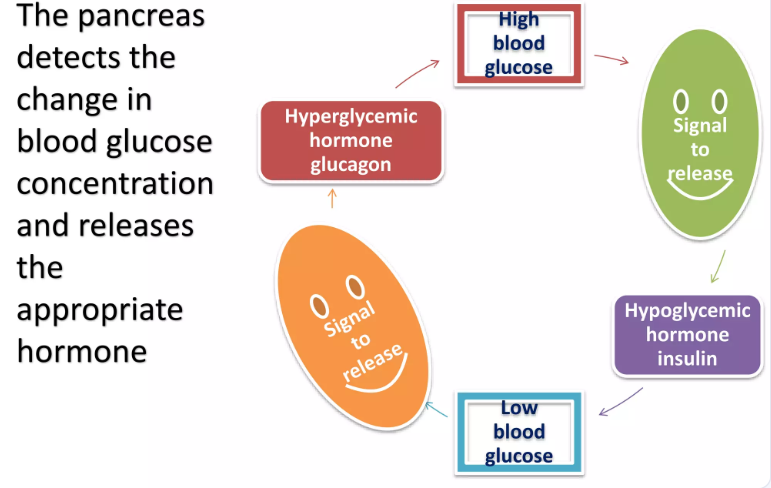 The pancreas
detects the
change in
blood glucose
concentration
and releases
the
appropriate
hormone
High
blood
glucose
Signal
to
release
Hypoglycemic
hormone
insulin
Low
blood
glucose
Signal
to
release
Hyperglycemic
hormone
glucagon